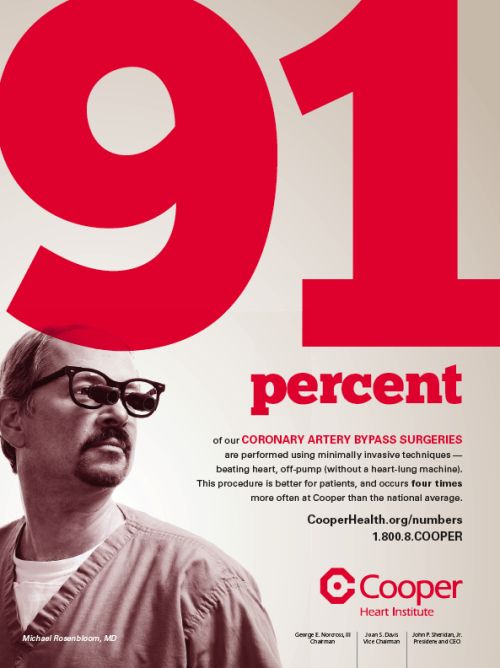 91
percent
of our CORONARY ARTERY BYPASS SURGERIES
are performed using minimally invasive techniques —
beating heart, off-pump (without a heart-lung machine).
This procedure is better for patients, and occurs four times
more often at Cooper than the national average.
CooperHealth.org/numbers
1.800.8.COOPER
Cooper
Heart Institute
Michael Rosenbloom, MD
George E. Norcross, III
Chairman
Joan S. Davis
Vice Chairman
John P. Sheridan, Jr.
President and CEO